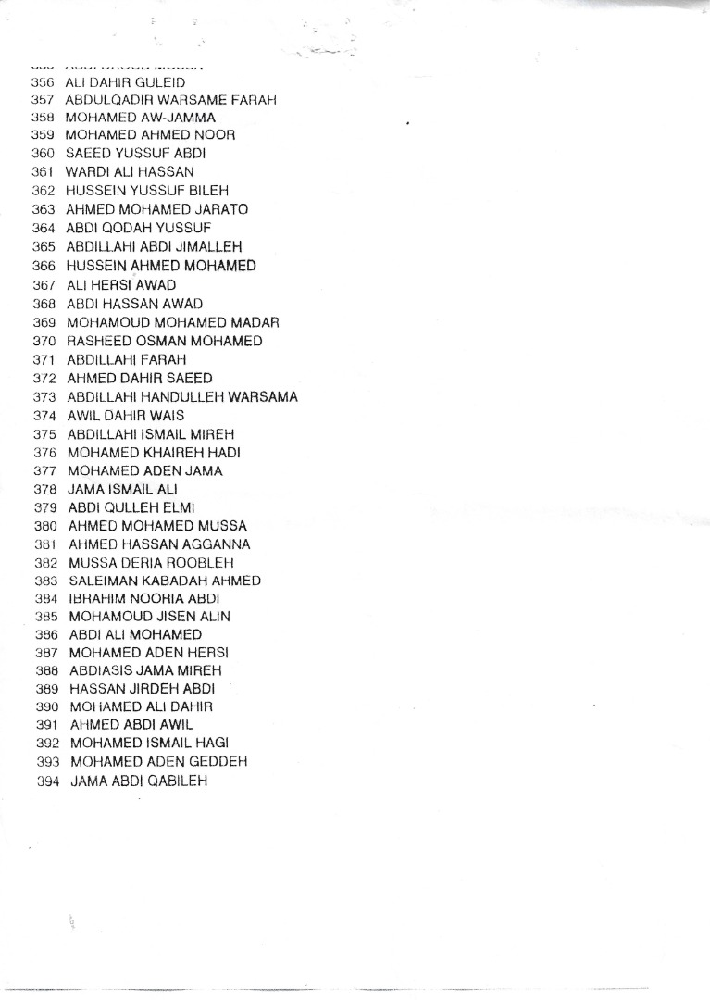 356 ALI DAHIR GULEID
357 ABDULQADIR WARSAME FARAH
358 MOHAMED AW-JAMMA
359 MOHAMED AHMED NOOR
360 SAEED YUSSUF ABDI
361 WARDI ALI HASSAN
362 HUSSEIN YUSSUF BILEH
363 AHMED MOHAMED JARATO
364 ABDI QODAH YUSSUF
365 ABDILLAHI ABDI JIMALLEH
366 HUSSEIN AHMED MOHAMED
367 ALI HERSI AWAD
368 ABDI HASSAN AWAD
369 MOHAMOUD MOHAMED MADAR
370 RASHEED OSMAN MOHAMED
371 ABDILLAHI FARAH
372 AHMED DAHIR SAEED
373 ABDILLAHI HANDULLEH WARSAMA
374 AWIL DAHIR WAIS
375 ABDILLAHI ISMAIL MIREH
376 MOHAMED KHAIREH HADI
377 MOHAMED ADEN JAMA
378 JAMA ISMAIL ALI
379 ABDI QULLEH ELMI
380 AHMED MOHAMED MUSSA
381 AHMED HASSAN AGGANNA
382 MUSSA DERIA ROOBLEH
383 SALEIMAN KABADAH AHMED
384 IBRAHIM NOORIA ABDI
385 MOHAMOUD JISEN ALIN
386 ABDI ALI MOHAMED
387 MOHAMED ADEN HERSI
388 ABDIASIS JAMA MIREH
389 HASSAN JIRDEH ABDI
390 MOHAMED ALI DAHIR
391 AHMED ABDI AWIL
392 MOHAMED ISMAIL HAGI
393 MOHAMED ADEN GEDDEH
394 JAMA ABDI QABILEH